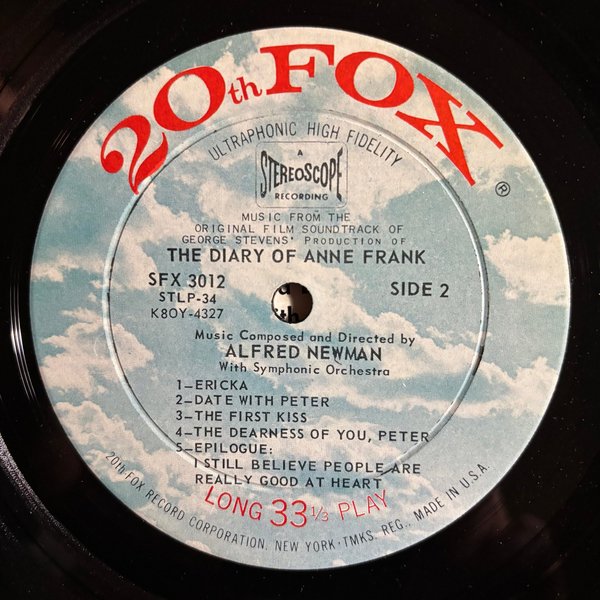 20th FOX
®
ULTRAPHONIC HIGH FIDELITY
A
STEREOSCOPE
RECORDING
MUSIC FROM THE
ORIGINAL FILM SOUNDTRACK OF
GEORGE STEVENS' PRODUCTION OF
THE DIARY OF ANNE FRANK
SFX 3012
STLP-34
K8OY-4327
SIDE 2
Music Composed and Directed by
ALFRED NEWMAN
With Symphonic Orchestra
1—ERICKA
2—DATE WITH PETER
3—THE FIRST KISS
4—THE DEARNESS OF YOU, PETER
5—EPILOGUE:
I STILL BELIEVE PEOPLE ARE
REALLY GOOD AT HEART
LONG 33 1/3 PLAY
20th FOX RECORD CORPORATION, NEW YORK • TMKS. REG., MADE IN U.S.A.